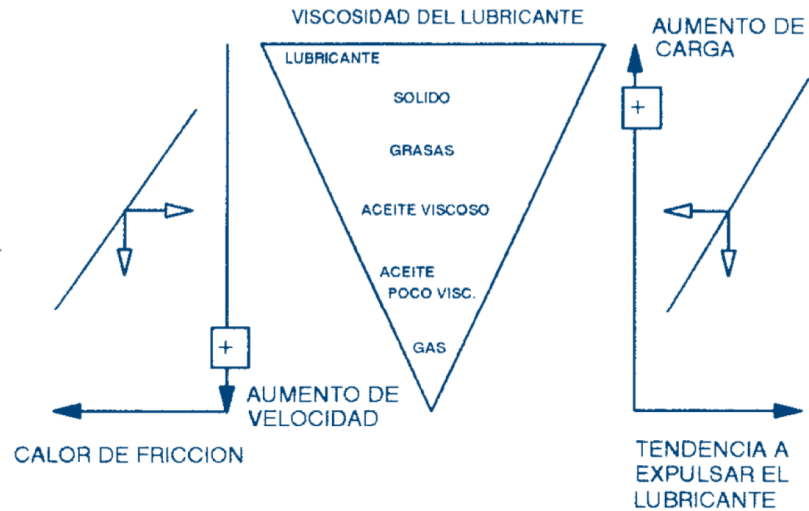 VISCOSIDAD DEL LUBRICANTE
AUMENTO DE
CARGA
LUBRICANTE
SOLIDO
+
GRASAS
ACEITE VISCOSO
ACEITE
POCO VISC.
+
GAS
AUMENTO DE
VELOCIDAD
CALOR DE FRICCION
TENDENCIA A
EXPULSAR EL
LUBRICANTE